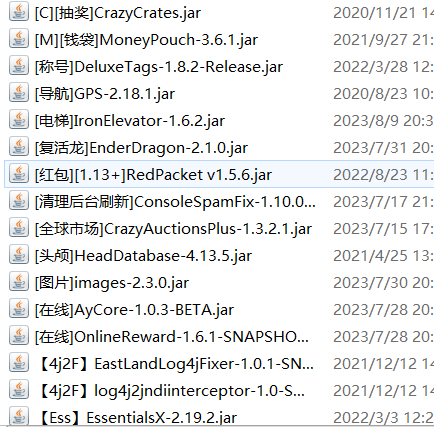 [C][抽奖]CrazyCrates.jar 2020/11/21 14
[M][钱袋]MoneyPouch-3.6.1.jar 2021/9/27 21:
[称号]DeluxeTags-1.8.2-Release.jar 2022/3/28 12:
[导航]GPS-2.18.1.jar 2020/8/23 10:
[电梯]IronElevator-1.6.2.jar 2023/8/9 20:3
[复活龙]EnderDragon-2.1.0.jar 2023/7/31 20:
[红包][1.13+]RedPacket v1.5.6.jar 2022/8/23 11:
[清理后台刷新]ConsoleSpamFix-1.10.0... 2023/7/17 21:
[全球市场]CrazyAuctionsPlus-1.3.2.1.jar 2023/7/15 17:
[头颅]HeadDatabase-4.13.5.jar 2021/4/25 13:
[图片]images-2.3.0.jar 2023/7/30 20:
[在线]AyCore-1.0.3-BETA.jar 2023/7/28 20:
[在线]OnlineReward-1.6.1-SNAPSHO... 2023/7/28 20:
【4j2F】EastLandLog4jFixer-1.0.1-SN... 2021/12/12 14
【4j2F】log4j2jndiinterceptor-1.0-S... 2021/12/12 14
【Ess】EssentialsX-2.19.2.jar 2022/3/3 12:2